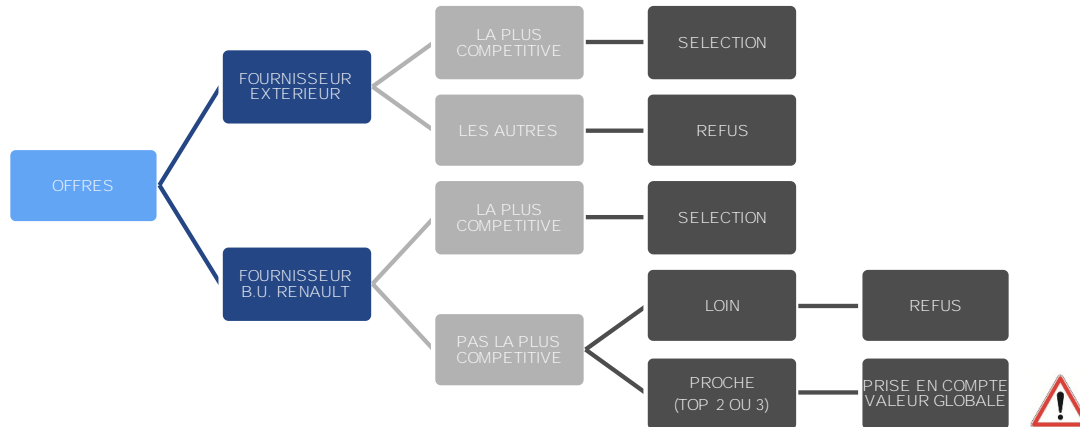 OFFRES
FOURNISSEUR
EXTERIEUR
LA PLUS
COMPETITIVE
SELECTION
LES AUTRES
REFUS
FOURNISSEUR
B.U. RENAULT
LA PLUS
COMPETITIVE
SELECTION
PAS LA PLUS
COMPETITIVE
LOIN
REFUS
PROCHE
(TOP 2 OU 3)
PRISE EN COMPTE
VALEUR GLOBALE
!